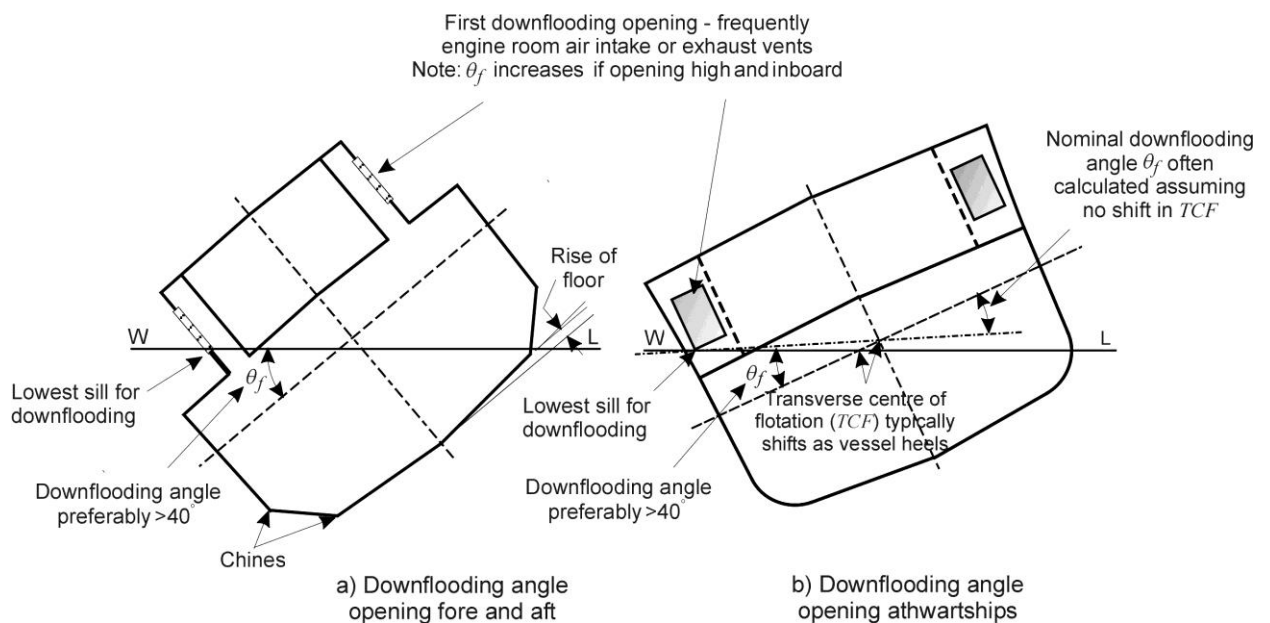 First downflooding opening - frequently
engine room air intake or exhaust vents
Note: θf increases if opening high and inboard
Nominal downflooding
angle θf often
calculated assuming
no shift in TCF
Rise of
floor
W
L
θf
Lowest sill for
downflooding
Downflooding angle
preferably >40°
Chines
a) Downflooding angle
opening fore and aft
W
L
θf
Lowest sill for
downflooding
Transverse centre of
flotation (TCF) typically
shifts as vessel heels
Downflooding angle
preferably >40°
b) Downflooding angle
opening athwartships